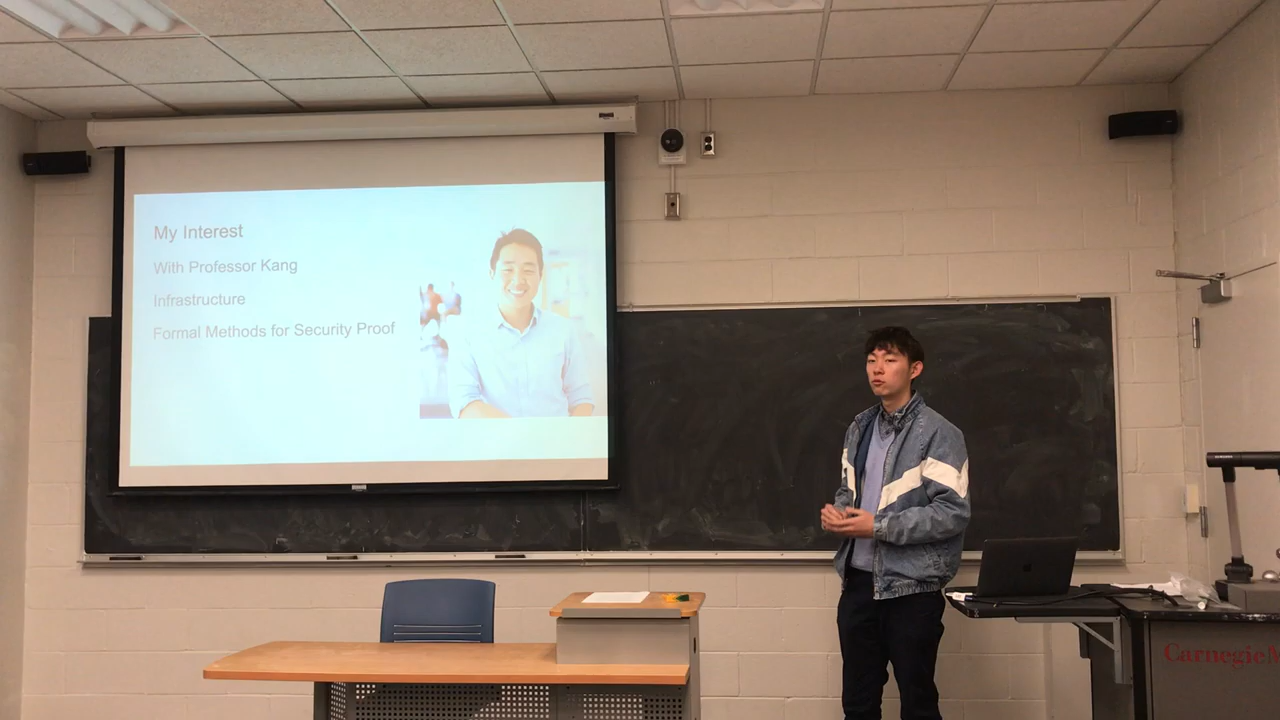 My Interest
With Professor Kang
Infrastructure
Formal Methods for Security Proof
Carnegie